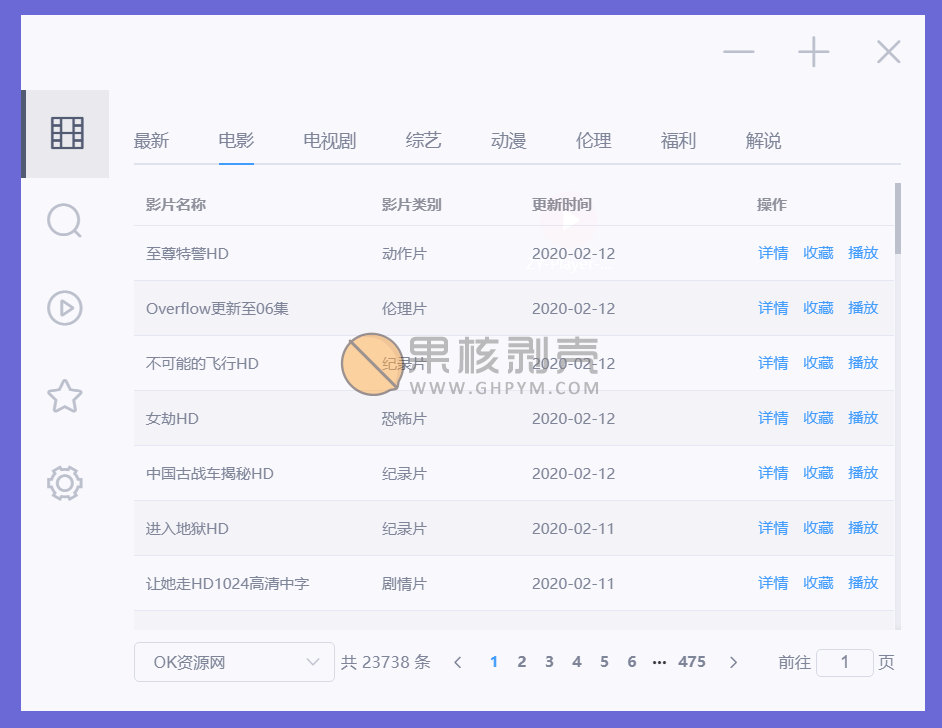 最新 电影 电视剧 综艺 动漫 伦理 福利 解说
影片名称 影片类别 更新时间 操作
至尊特警HD 动作片 2020-02-12 详情 收藏 播放
Overflow更新至06集 伦理片 2020-02-12 详情 收藏 播放
不可能的飞行HD 纪录片 2020-02-12 详情 收藏 播放
果核剥壳
WWW.GHPYM.COM
女劫HD 恐怖片 2020-02-12 详情 收藏 播放
中国古战车揭秘HD 纪录片 2020-02-12 详情 收藏 播放
进入地狱HD 纪录片 2020-02-11 详情 收藏 播放
让她走HD1024高清中字 剧情片 2020-02-11 详情 收藏 播放
OK资源网 共 23738 条 1 2 3 4 5 6 ••• 475 前往 1 页